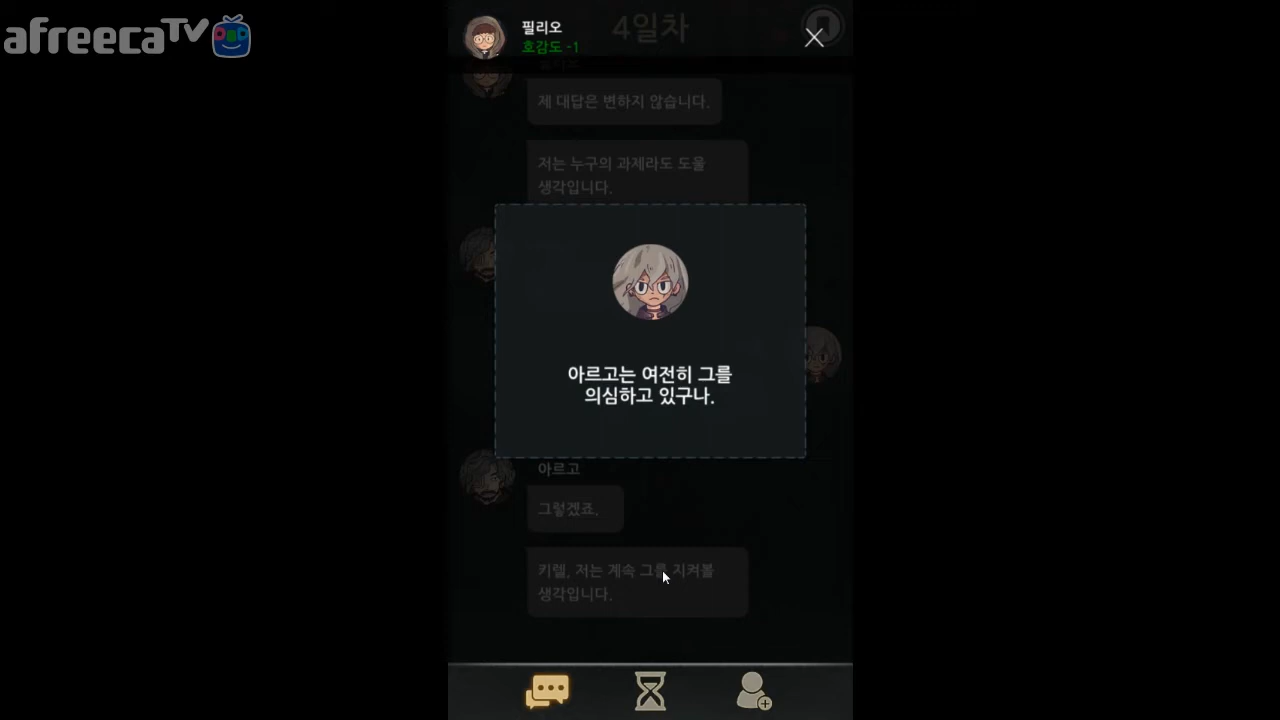 afreecaTV
필리오
4일차
호감도 -1
필리오
제 대답은 변하지 않습니다.
저는 누구의 과제라도 도울
생각입니다.
아르고는 여전히 그를
의심하고 있구나.
아르고
그렇겠죠.
키렐, 저는 계속 그를 지켜볼
생각입니다.